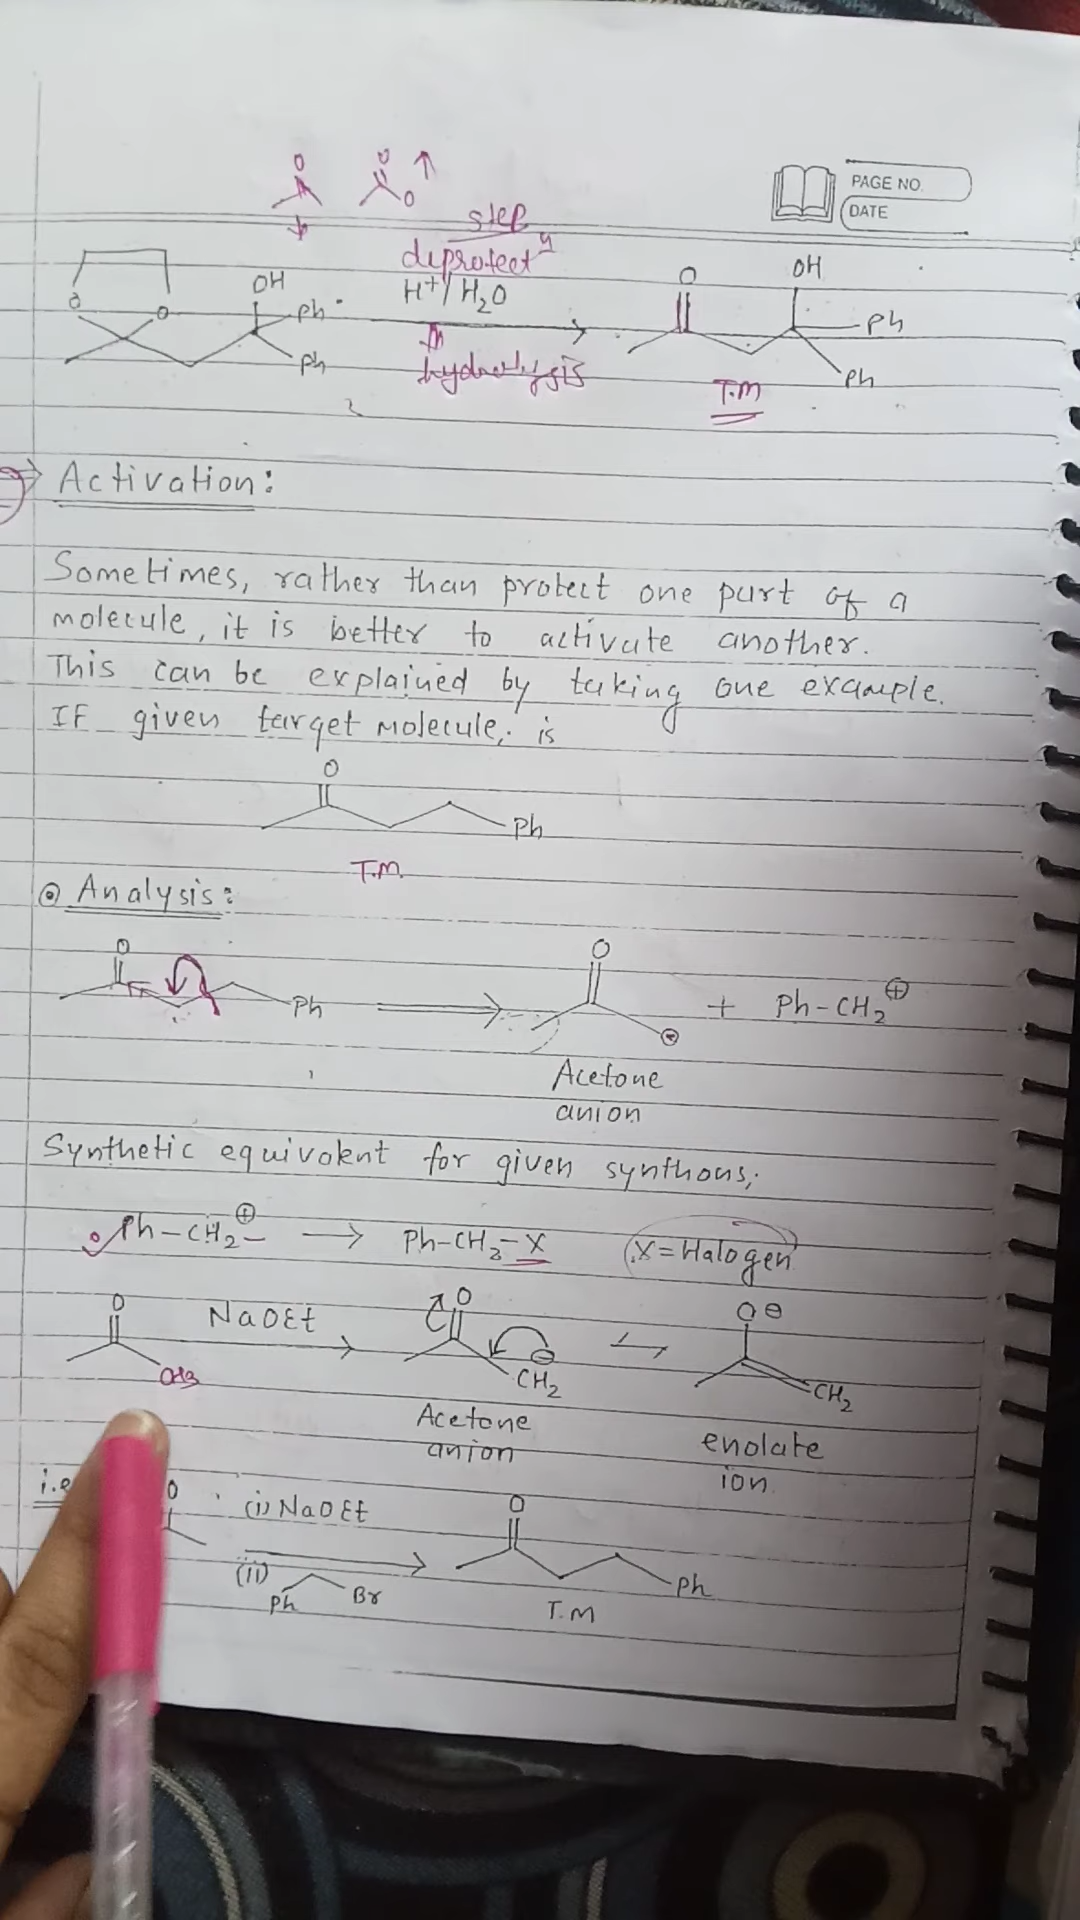 O O
O
PAGE NO.
DATE
step
deprotectⁿ
OH
O
O
Ph
Ph
H⁺/H₂O
hydrolysis
O
OH
Ph
Ph
T.M
Activation:
Sometimes, rather than protect one part of a
molecule, it is better to activate another.
This can be explained by taking one example.
IF given target molecule, is
O
Ph
T.M.
Analysis:
O
Ph
O
⊖
+ Ph-CH₂⊕
Acetone
anion
Synthetic equivalent for given synthons;
Ph-CH₂⊕ → Ph-CH₂-X (X=Halogen)
O
CH₃
NaOEt
O
⊖
CH₂
O⊖
CH₂
Acetone
anion
enolate
ion
i.e
O
(i) NaOEt
(ii) Ph Br
O
Ph
T.M